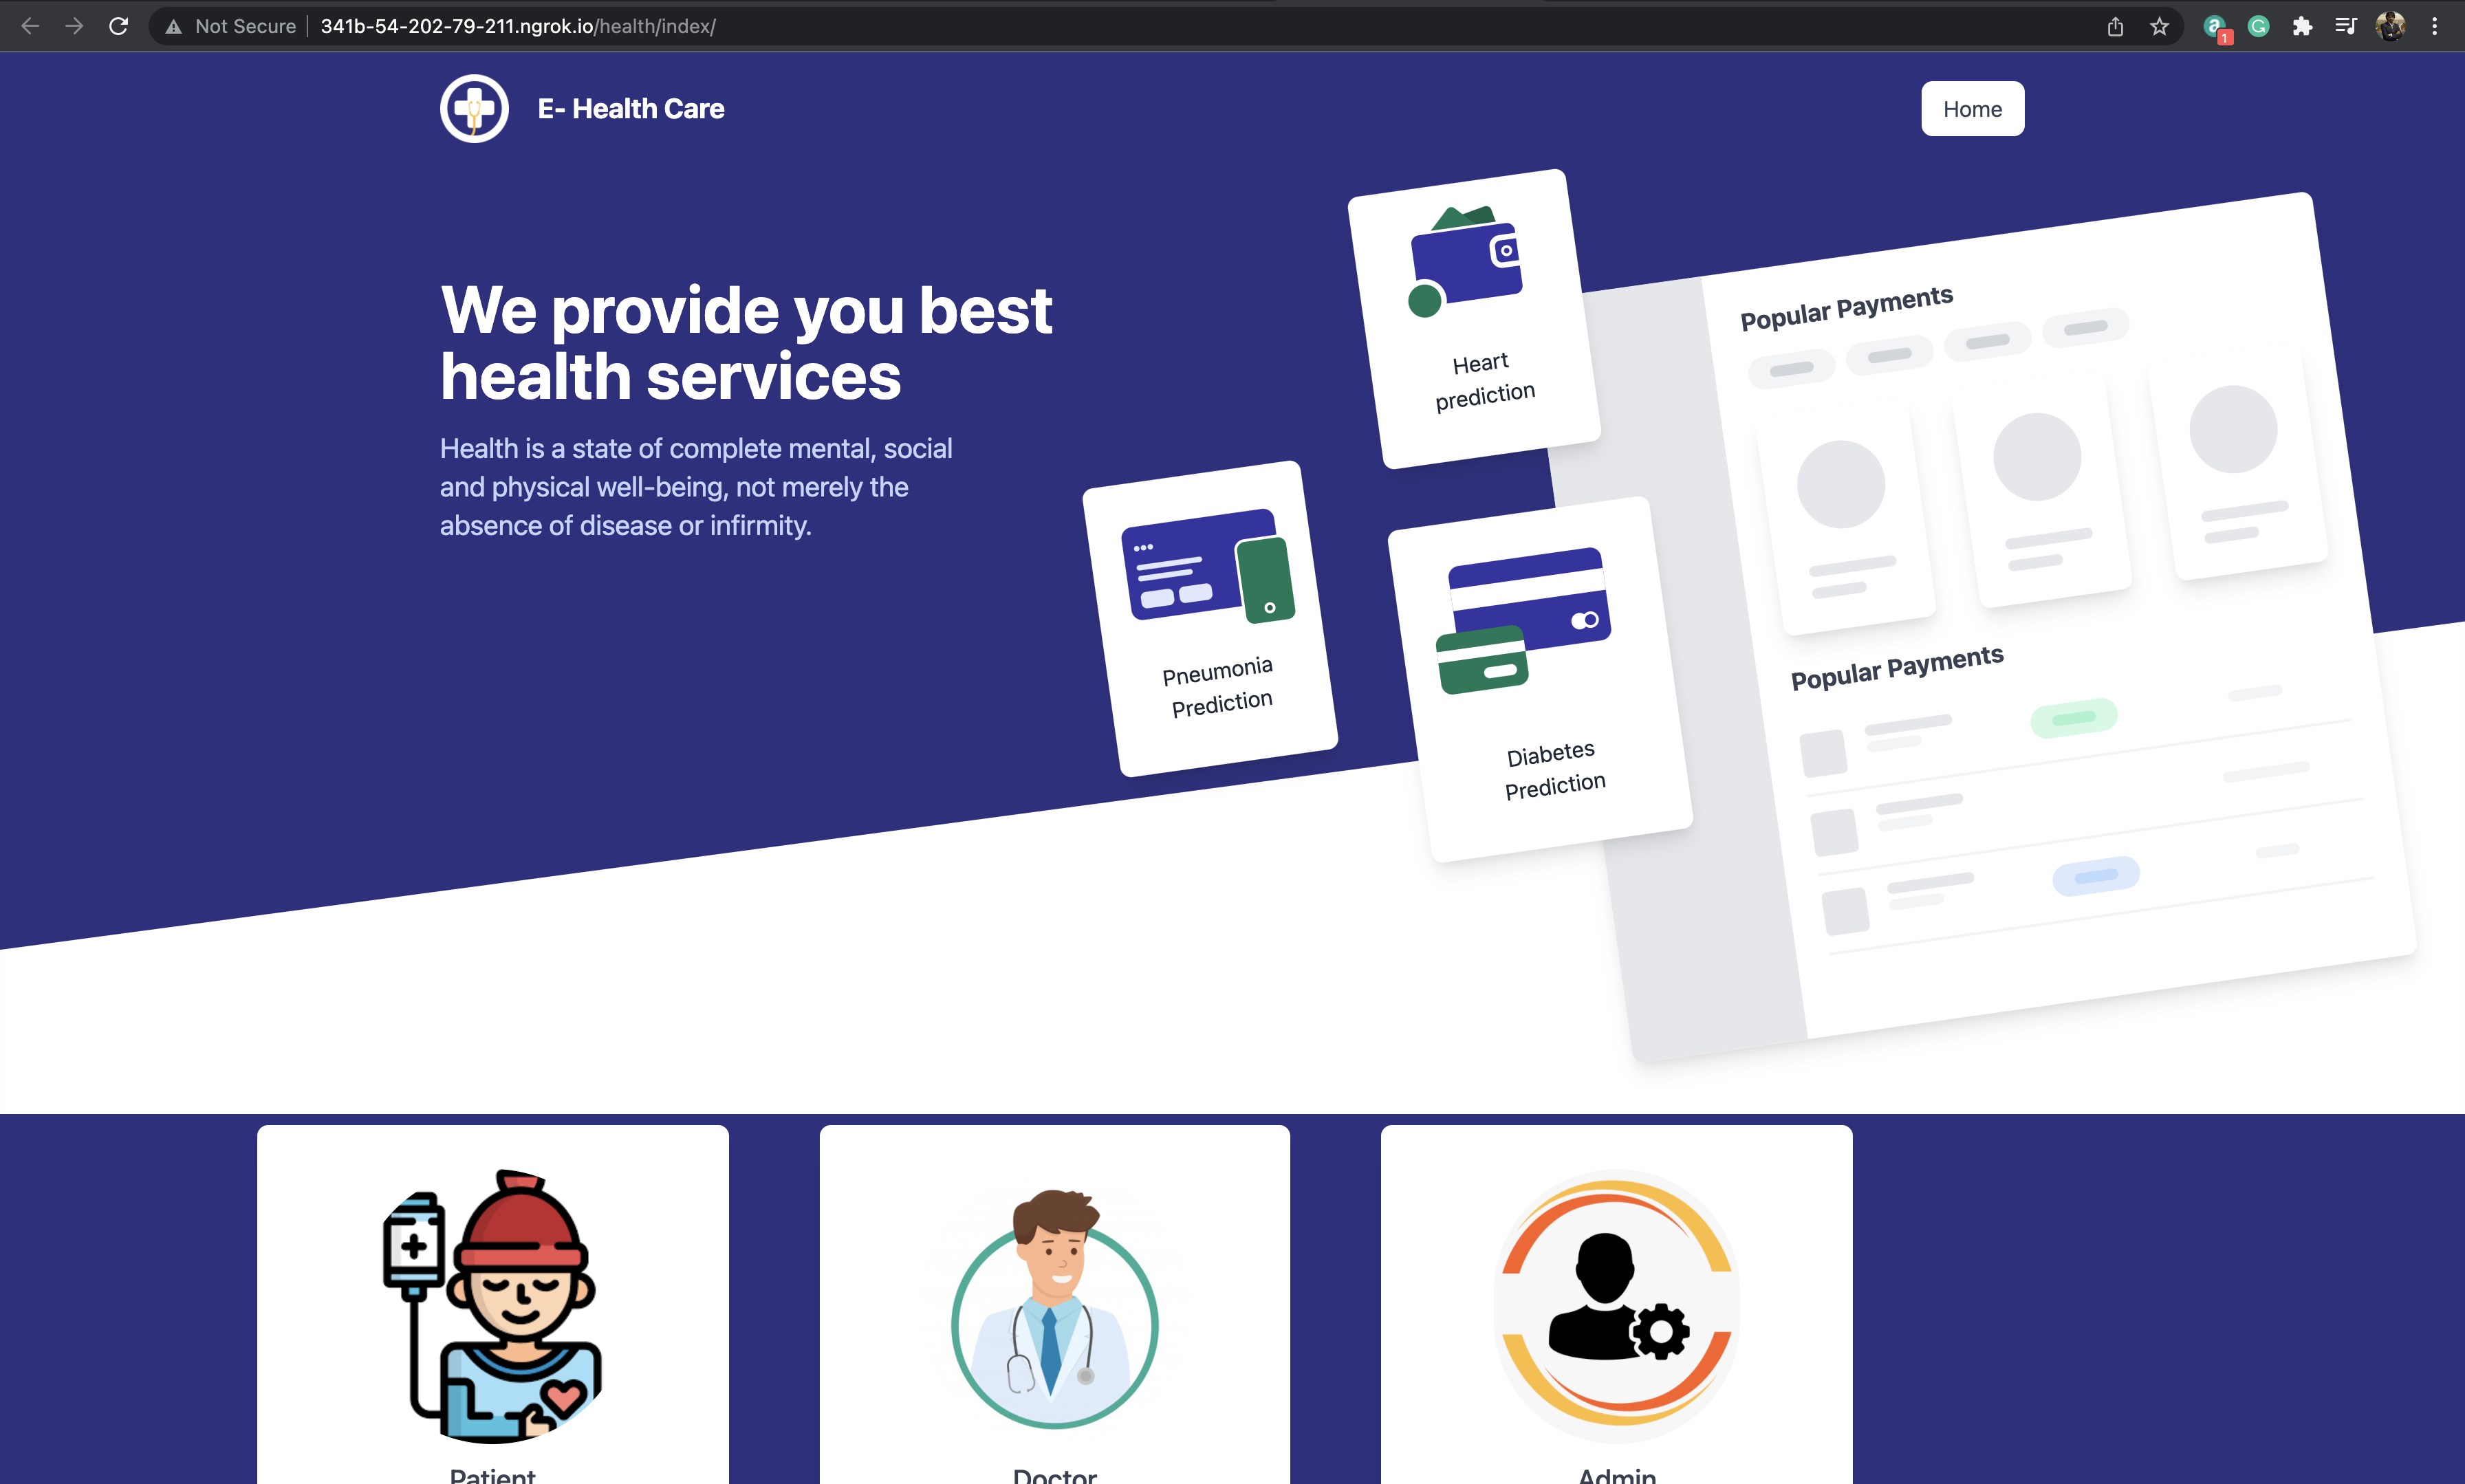 Not Secure
341b-54-202-79-211.ngrok.io/health/index/
1
E- Health Care
Home
We provide you best
health services
Health is a state of complete mental, social
and physical well-being, not merely the
absence of disease or infirmity.
Heart
prediction
Pneumonia
Prediction
Diabetes
Prediction
Popular Payments
Popular Payments
Patient
Doctor
Admin